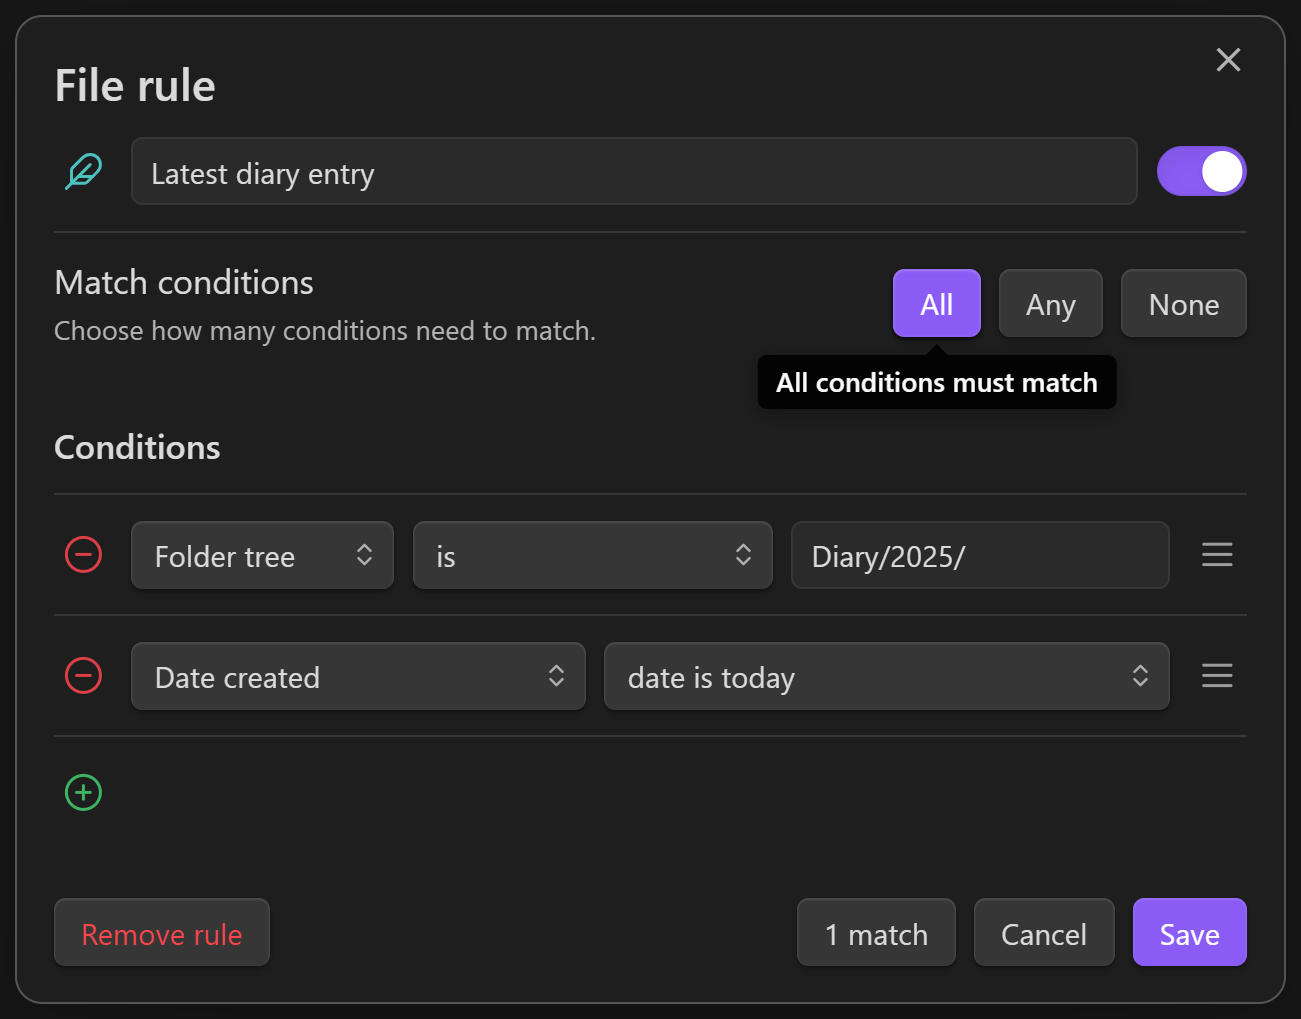 File rule
Latest diary entry
Match conditions
Choose how many conditions need to match.
All
Any
None
All conditions must match
Conditions
Folder tree
is
Diary/2025/
Date created
date is today
Remove rule
1 match
Cancel
Save